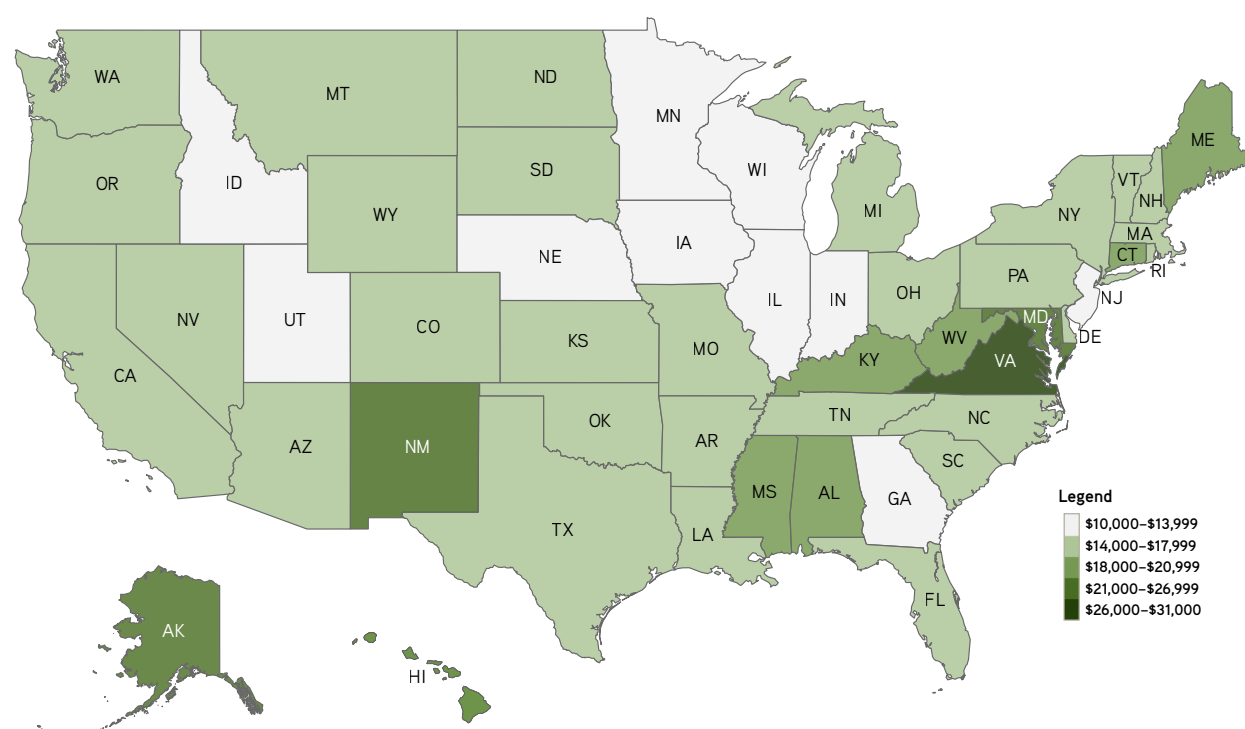 WA
MT
ND
MN
ME
OR
ID
SD
WI
VT
NH
WY
MI
NY
MA
NE
IA
CT
RI
PA
NJ
OH
NV
UT
CO
IL
IN
MD
DE
KS
MO
WV
VA
CA
KY
TN
NC
OK
AR
AZ
NM
SC
MS
AL
GA
TX
LA
FL
AK
HI
Legend
$10,000–$13,999
$14,000–$17,999
$18,000–$20,999
$21,000–$26,999
$26,000–$31,000